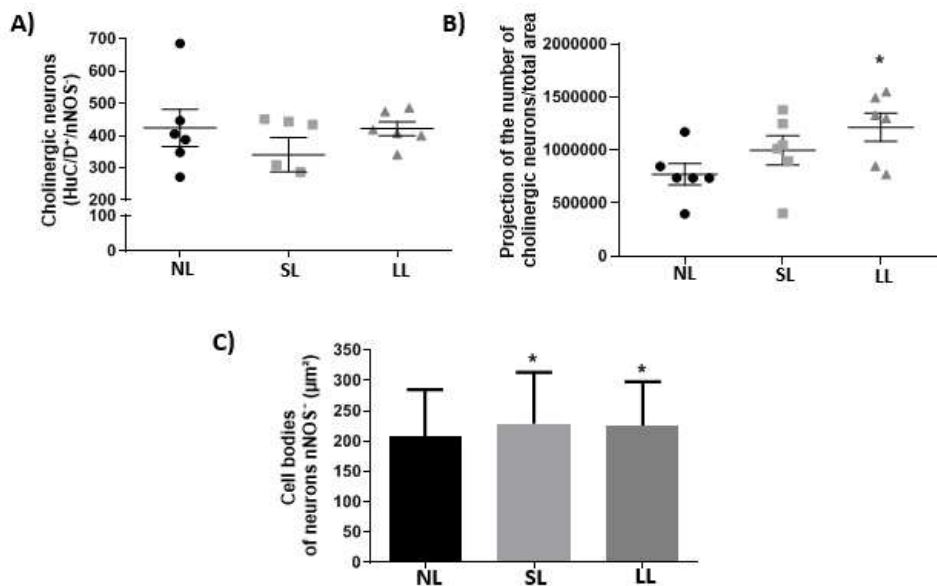 A)
Cholinergic neurons
(HuC/D⁺/nNOS⁻)
700
600
500
400
300
200
100
0
NL
SL
LL
B)
Projection of the number of
cholinergic neurons/total area
2000000
1500000
1000000
500000
0
*
NL
SL
LL
C)
Cell bodies
of neurons nNOS⁻ (µm²)
350
300
250
200
150
100
50
0
*
*
NL
SL
LL